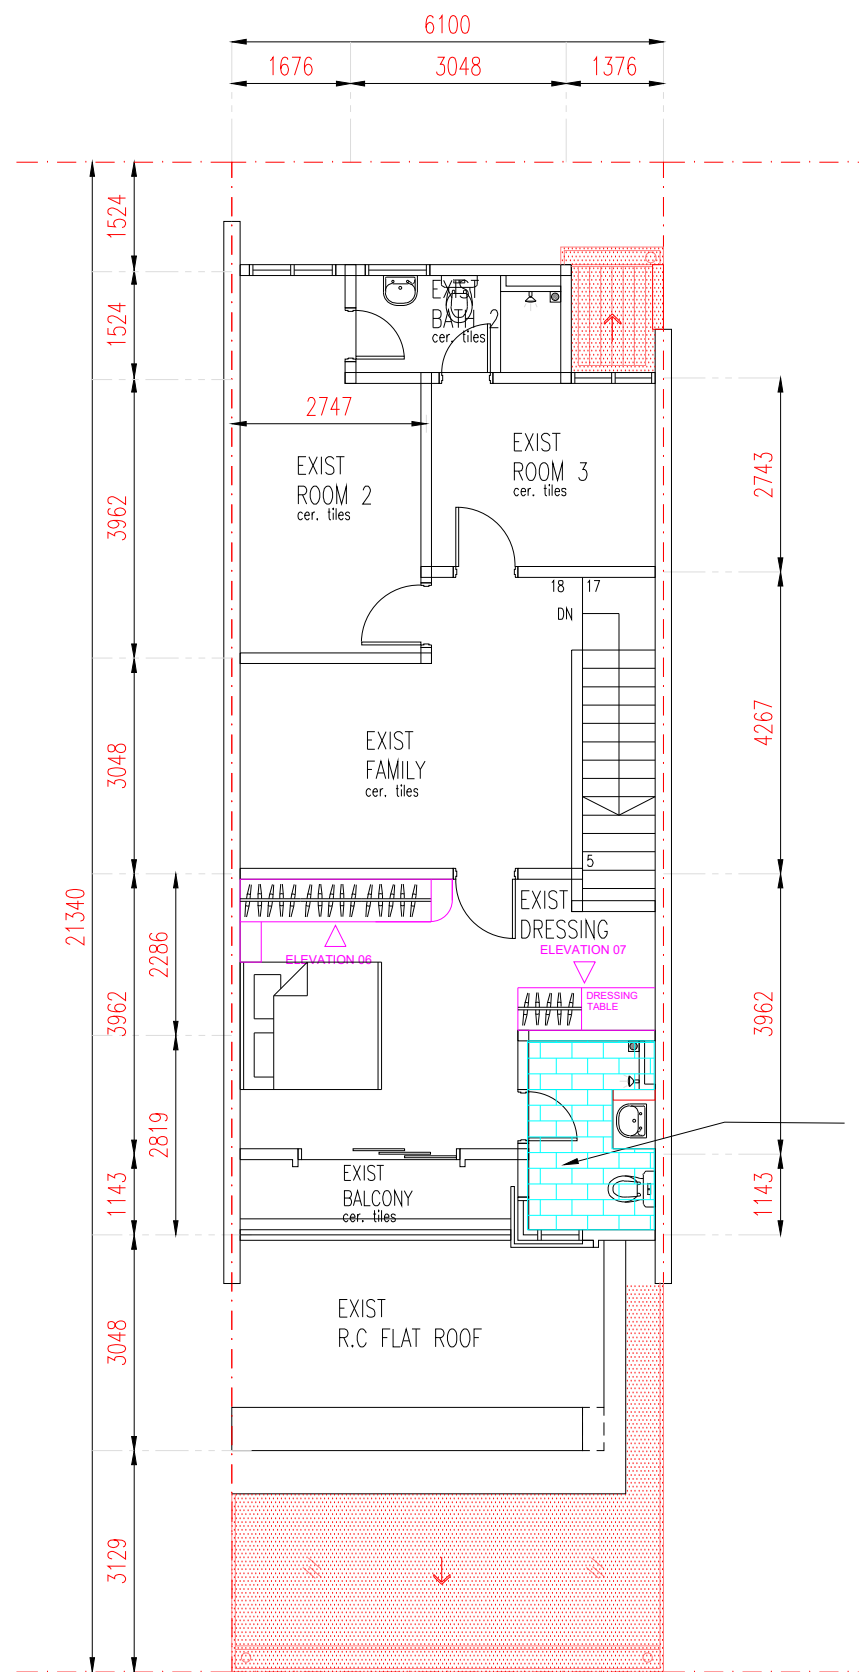 6100
1676
3048
1376
1524
1524
EXIST
BATH 2
cer. tiles
2747
EXIST
ROOM 2
cer. tiles
EXIST
ROOM 3
cer. tiles
3962
2743
18
17
DN
4267
EXIST
FAMILY
cer. tiles
3048
5
21340
3962
2286
EXIST
DRESSING
ELEVATION 06
ELEVATION 07
DRESSING
TABLE
3962
2819
1143
EXIST
BALCONY
cer. tiles
1143
EXIST
R.C FLAT ROOF
3048
3129